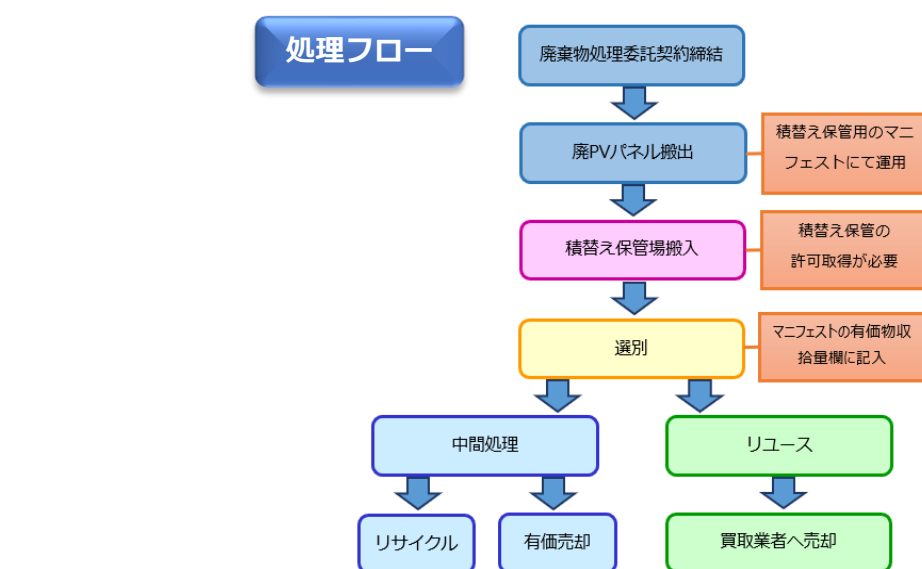 処理フロー
廃棄物処理委託契約締結
廃PVパネル搬出
積替え保管用のマニ
フェストにて運用
積替え保管場搬入
積替え保管の
許可取得が必要
選別
マニフェストの有価物収
拾量欄に記入
中間処理
リユース
リサイクル
有価売却
買取業者へ売却